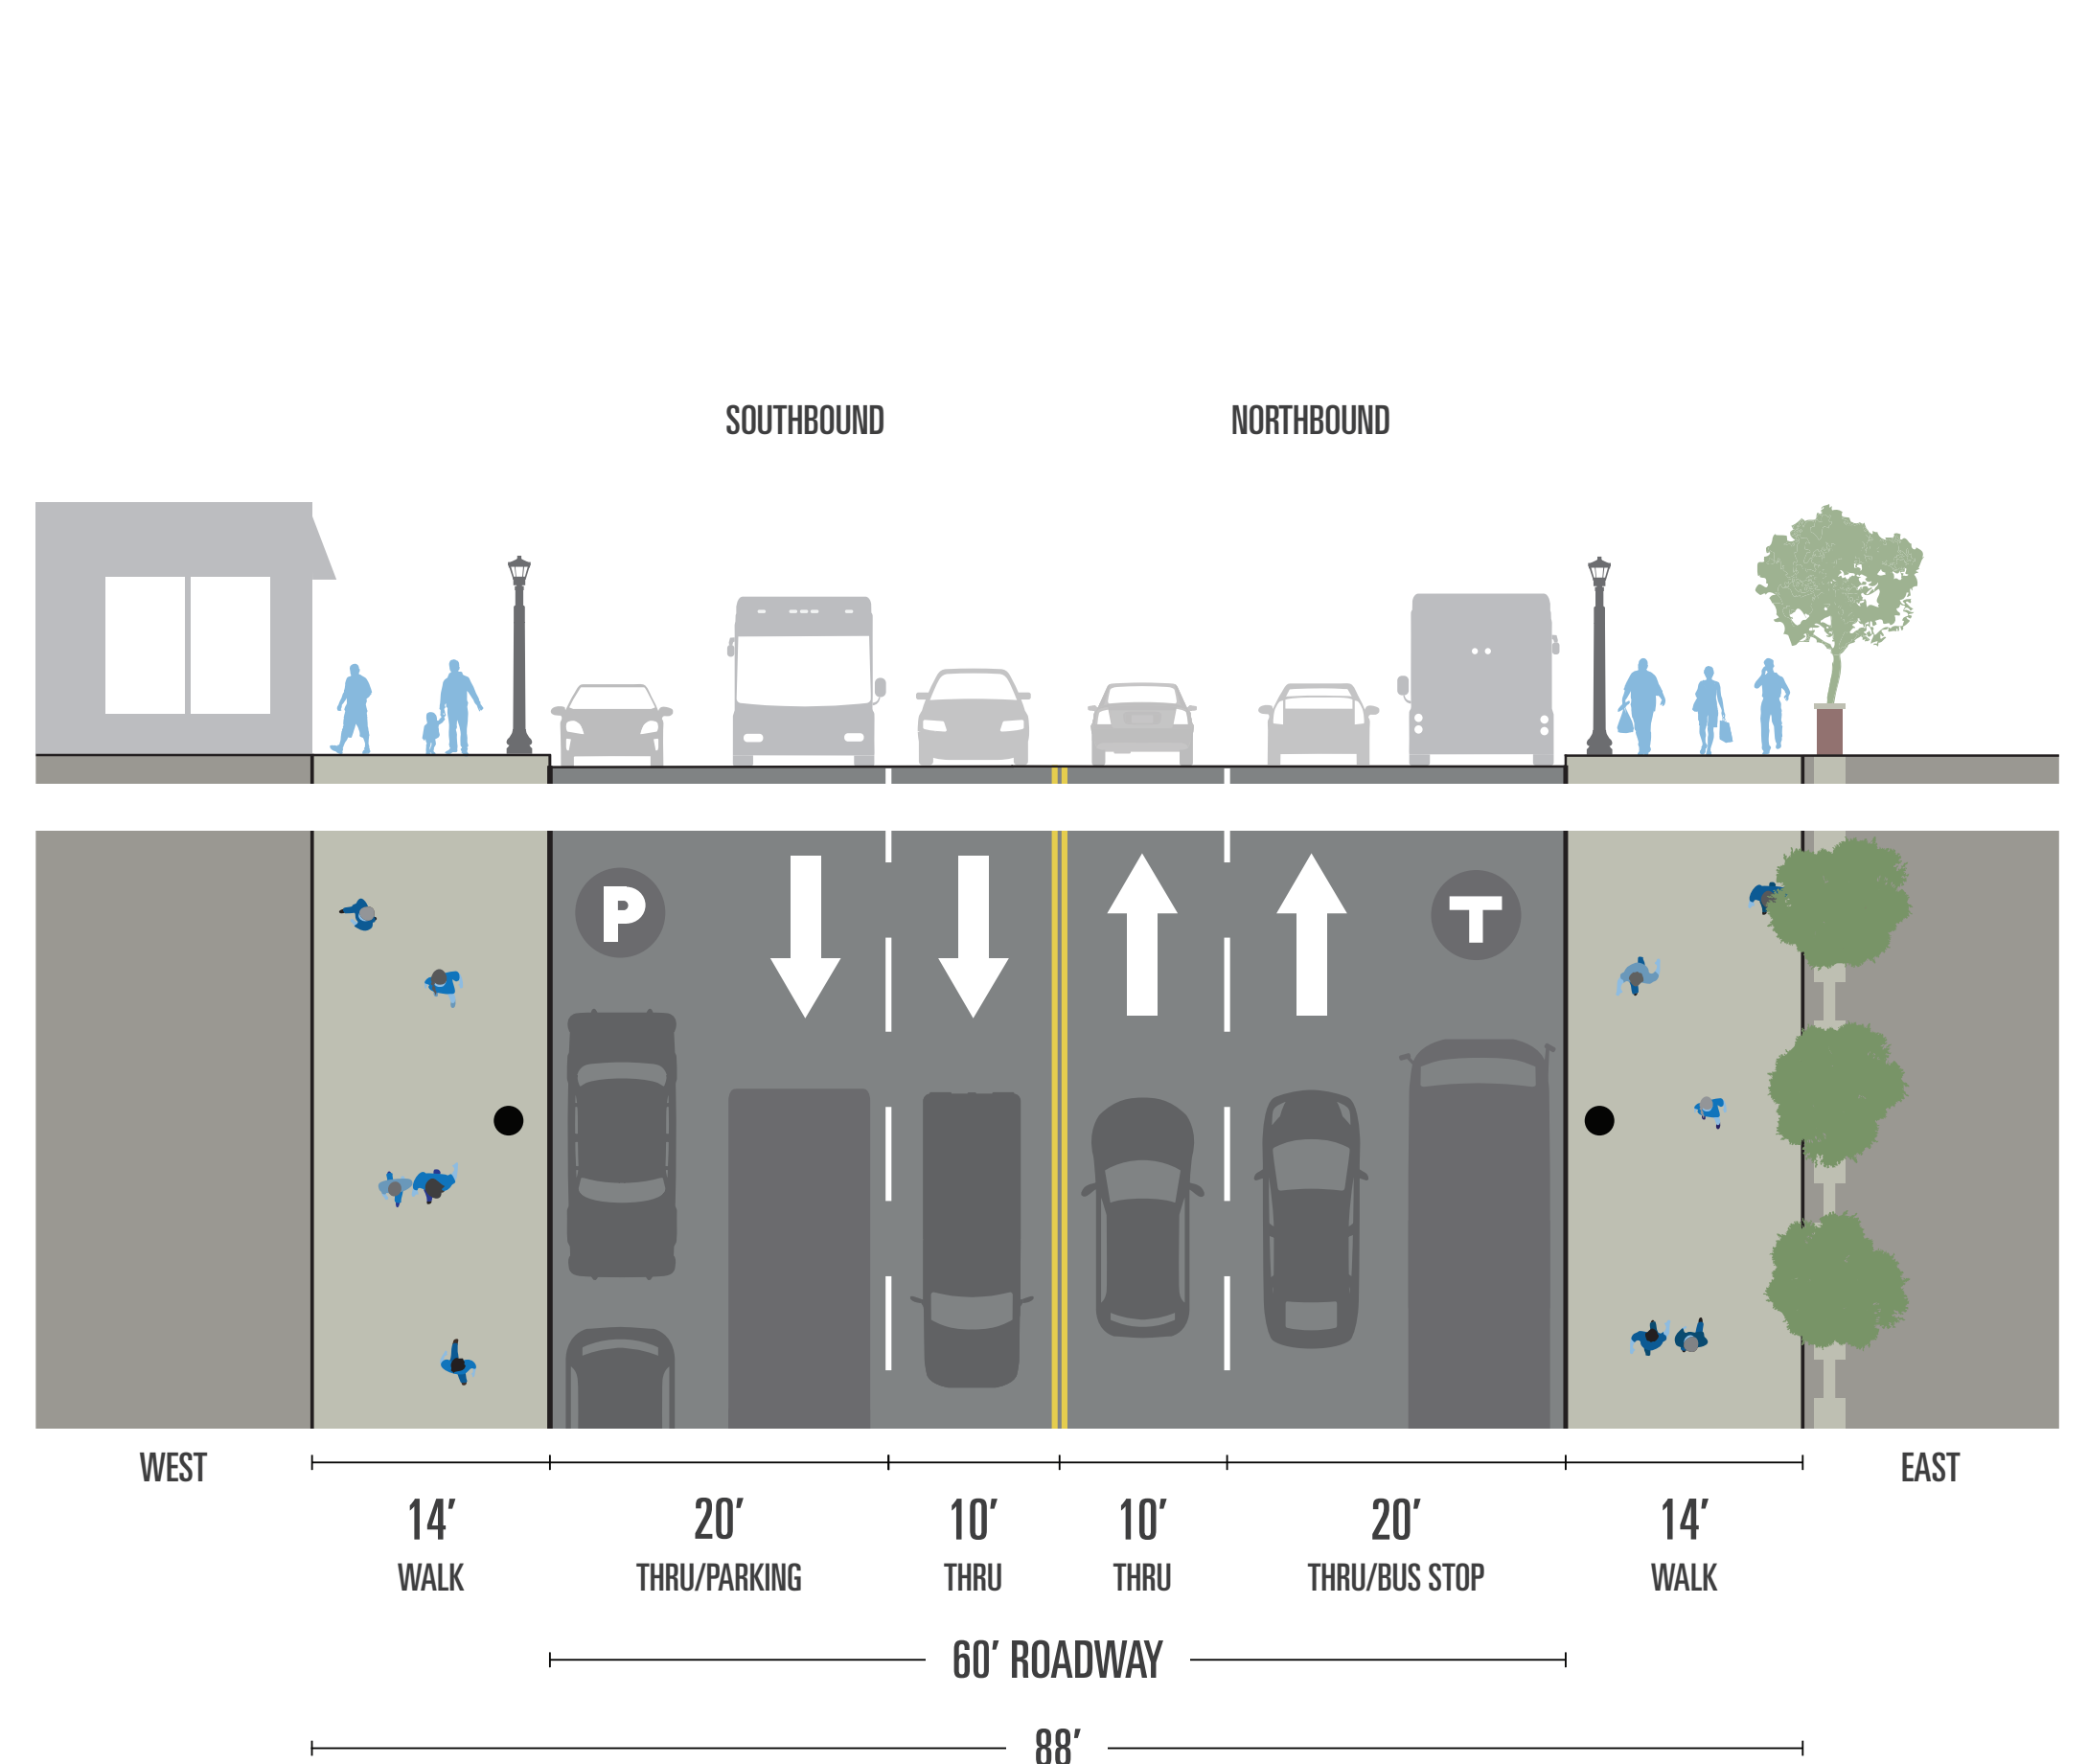 SOUTHBOUND NORTHBOUND
P T
WEST EAST
14’ 20’ 10’ 10’ 20’ 14’
WALK THRU/PARKING THRU THRU THRU/BUS STOP WALK
60’ ROADWAY
88’